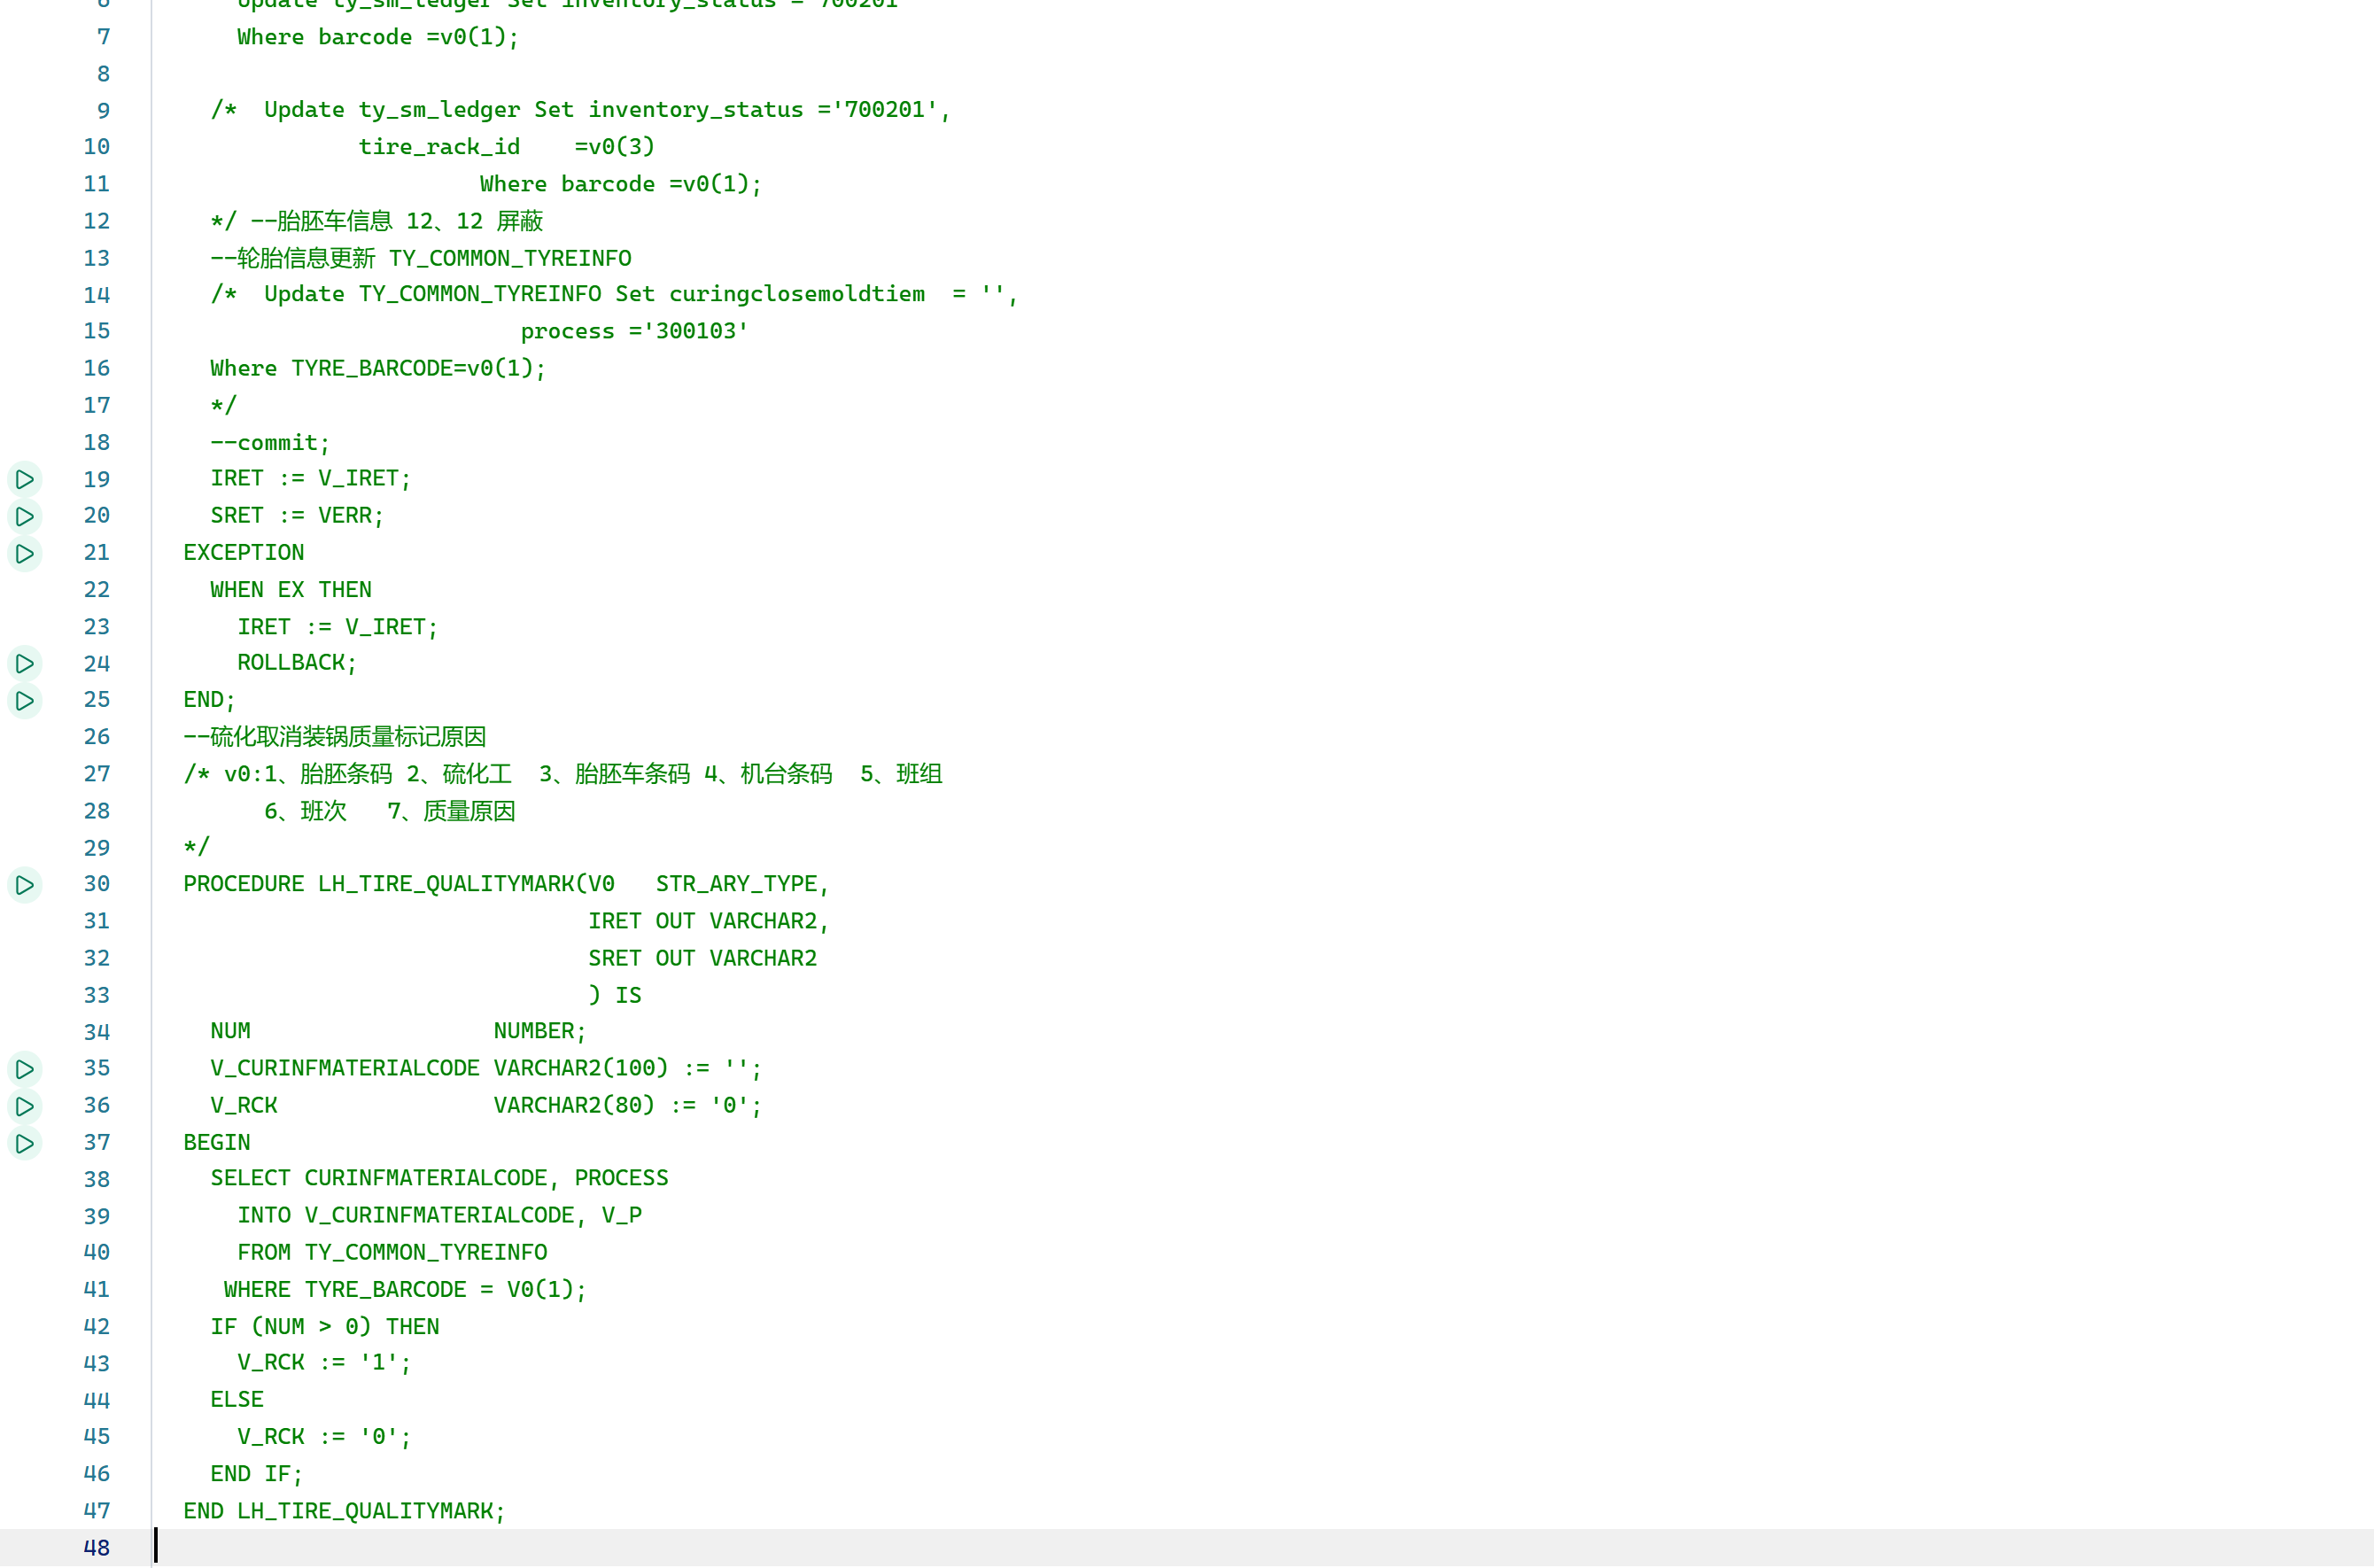 6 Update ty_sm_ledger Set inventory_status = '700201'
7 Where barcode =v0(1);
8
9 /*  Update ty_sm_ledger Set inventory_status ='700201',
10 tire_rack_id    =v0(3)
11 Where barcode =v0(1);
12 */ --胎胚车信息 12、12 屏蔽
13 --轮胎信息更新 TY_COMMON_TYREINFO
14 /*  Update TY_COMMON_TYREINFO Set curingclosemoldtiem  = '',
15 process ='300103'
16 Where TYRE_BARCODE=v0(1);
17 */
18 --commit;
19 IRET := V_IRET;
20 SRET := VERR;
21 EXCEPTION
22 WHEN EX THEN
23 IRET := V_IRET;
24 ROLLBACK;
25 END;
26 --硫化取消装锅质量标记原因
27 /* v0:1、胎胚条码 2、硫化工  3、胎胚车条码 4、机台条码  5、班组
28 6、班次   7、质量原因
29 */
30 PROCEDURE LH_TIRE_QUALITYMARK(V0   STR_ARY_TYPE,
31 IRET OUT VARCHAR2,
32 SRET OUT VARCHAR2
33 ) IS
34 NUM                  NUMBER;
35 V_CURINFMATERIALCODE VARCHAR2(100) := '';
36 V_RCK                VARCHAR2(80) := '0';
37 BEGIN
38 SELECT CURINFMATERIALCODE, PROCESS
39 INTO V_CURINFMATERIALCODE, V_P
40 FROM TY_COMMON_TYREINFO
41 WHERE TYRE_BARCODE = V0(1);
42 IF (NUM > 0) THEN
43 V_RCK := '1';
44 ELSE
45 V_RCK := '0';
46 END IF;
47 END LH_TIRE_QUALITYMARK;
48